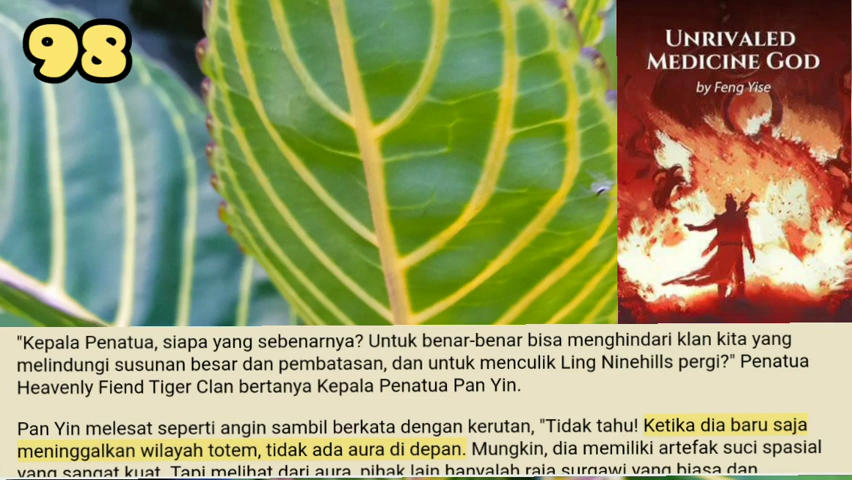 98
UNRIVALED
MEDICINE GOD
by Feng Yise
"Kepala Penatua, siapa yang sebenarnya? Untuk benar-benar bisa menghindari klan kita yang
melindungi susunan besar dan pembatasan, dan untuk menculik Ling Ninehills pergi?" Penatua
Heavenly Fiend Tiger Clan bertanya Kepala Penatua Pan Yin.
Pan Yin melesat seperti angin sambil berkata dengan kerutan, "Tidak tahu! Ketika dia baru saja
meninggalkan wilayah totem, tidak ada aura di depan. Mungkin, dia memiliki artefak suci spasial
yang sangat kuat. Tapi melihat dari aura, pihak lain hanyalah raja surgawi yang biasa dan